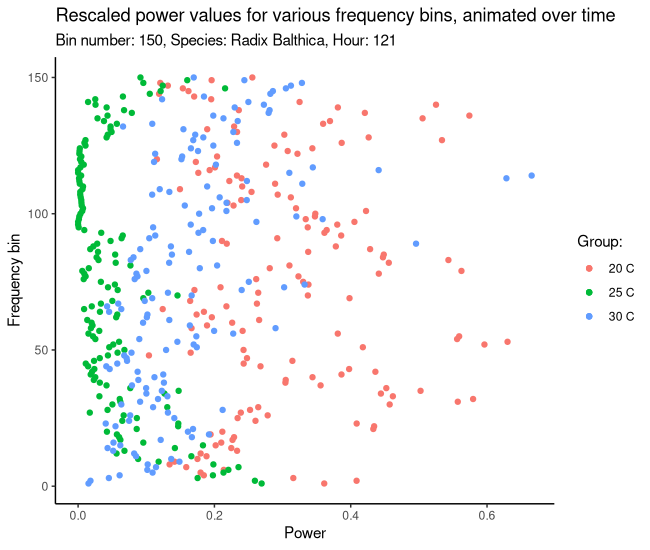 Rescaled power values for various frequency bins, animated over time
Bin number: 150, Species: Radix Balthica, Hour: 121
150
100
50
0
Frequency bin
0.0 0.2 0.4 0.6
Power
Group:
20 C
25 C
30 C